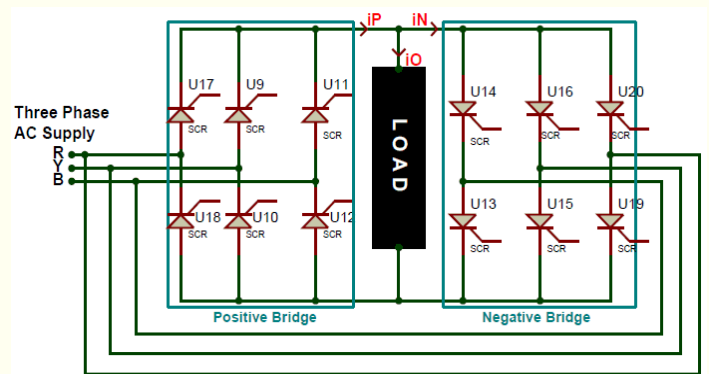 iP iN
iO
U17 U9 U11
SCR SCR SCR
U14 U16 U20
SCR SCR SCR
Three Phase
AC Supply
R
Y
B
LOAD
U18 U10 U12
SCR SCR SCR
U13 U15 U19
SCR SCR SCR
Positive Bridge
Negative Bridge